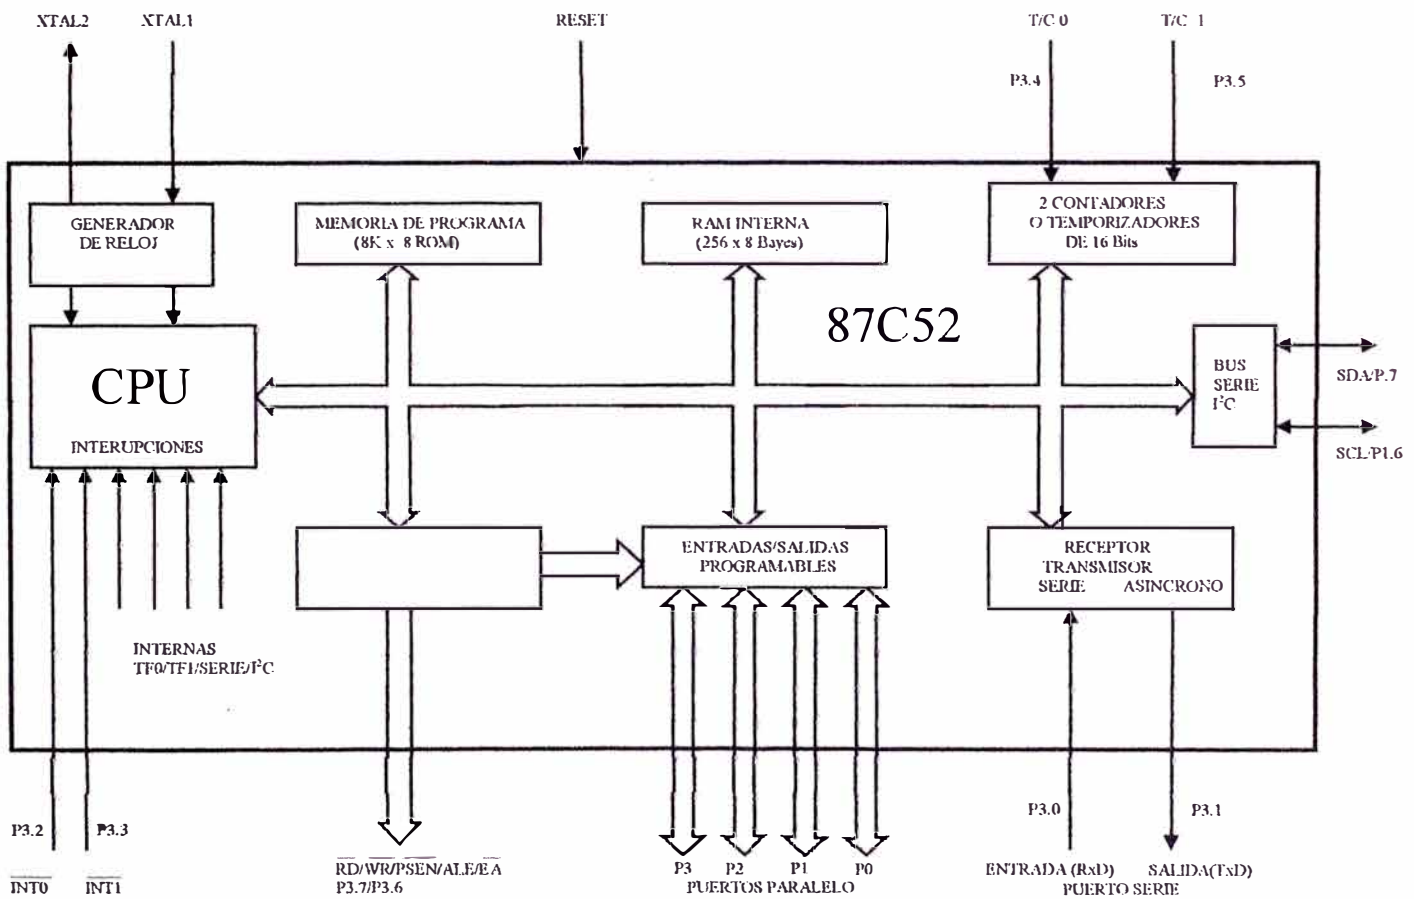 XTAL2
XTAL1
RESET
T/C 0
T/C 1
P3.4
P3.5
GENERADOR
DE RELOJ
MEMORIA DE PROGRAMA
(8K x 8 ROM)
RAM INTERNA
(256 x 8 Bayes)
2 CONTADORES
O TEMPORIZADORES
DE 16 Bits
87C52
CPU
INTERUPCIONES
BUS
SERIE
I²C
SDA/P.7
SCL/P1.6
ENTRADAS/SALIDAS
PROGRAMABLES
RECEPTOR
TRANSMISOR
SERIE ASINCRONO
INTERNAS
TF0/TF1/SERIE/I²C
P3.2
P3.3
INT0
INT1
RD/WR/PSEN/ALE/EA
P3.7/P3.6
P3
P2
P1
P0
PUERTOS PARALELO
P3.0
P3.1
ENTRADA (RxD)
SALIDA(TxD)
PUERTO SERIE